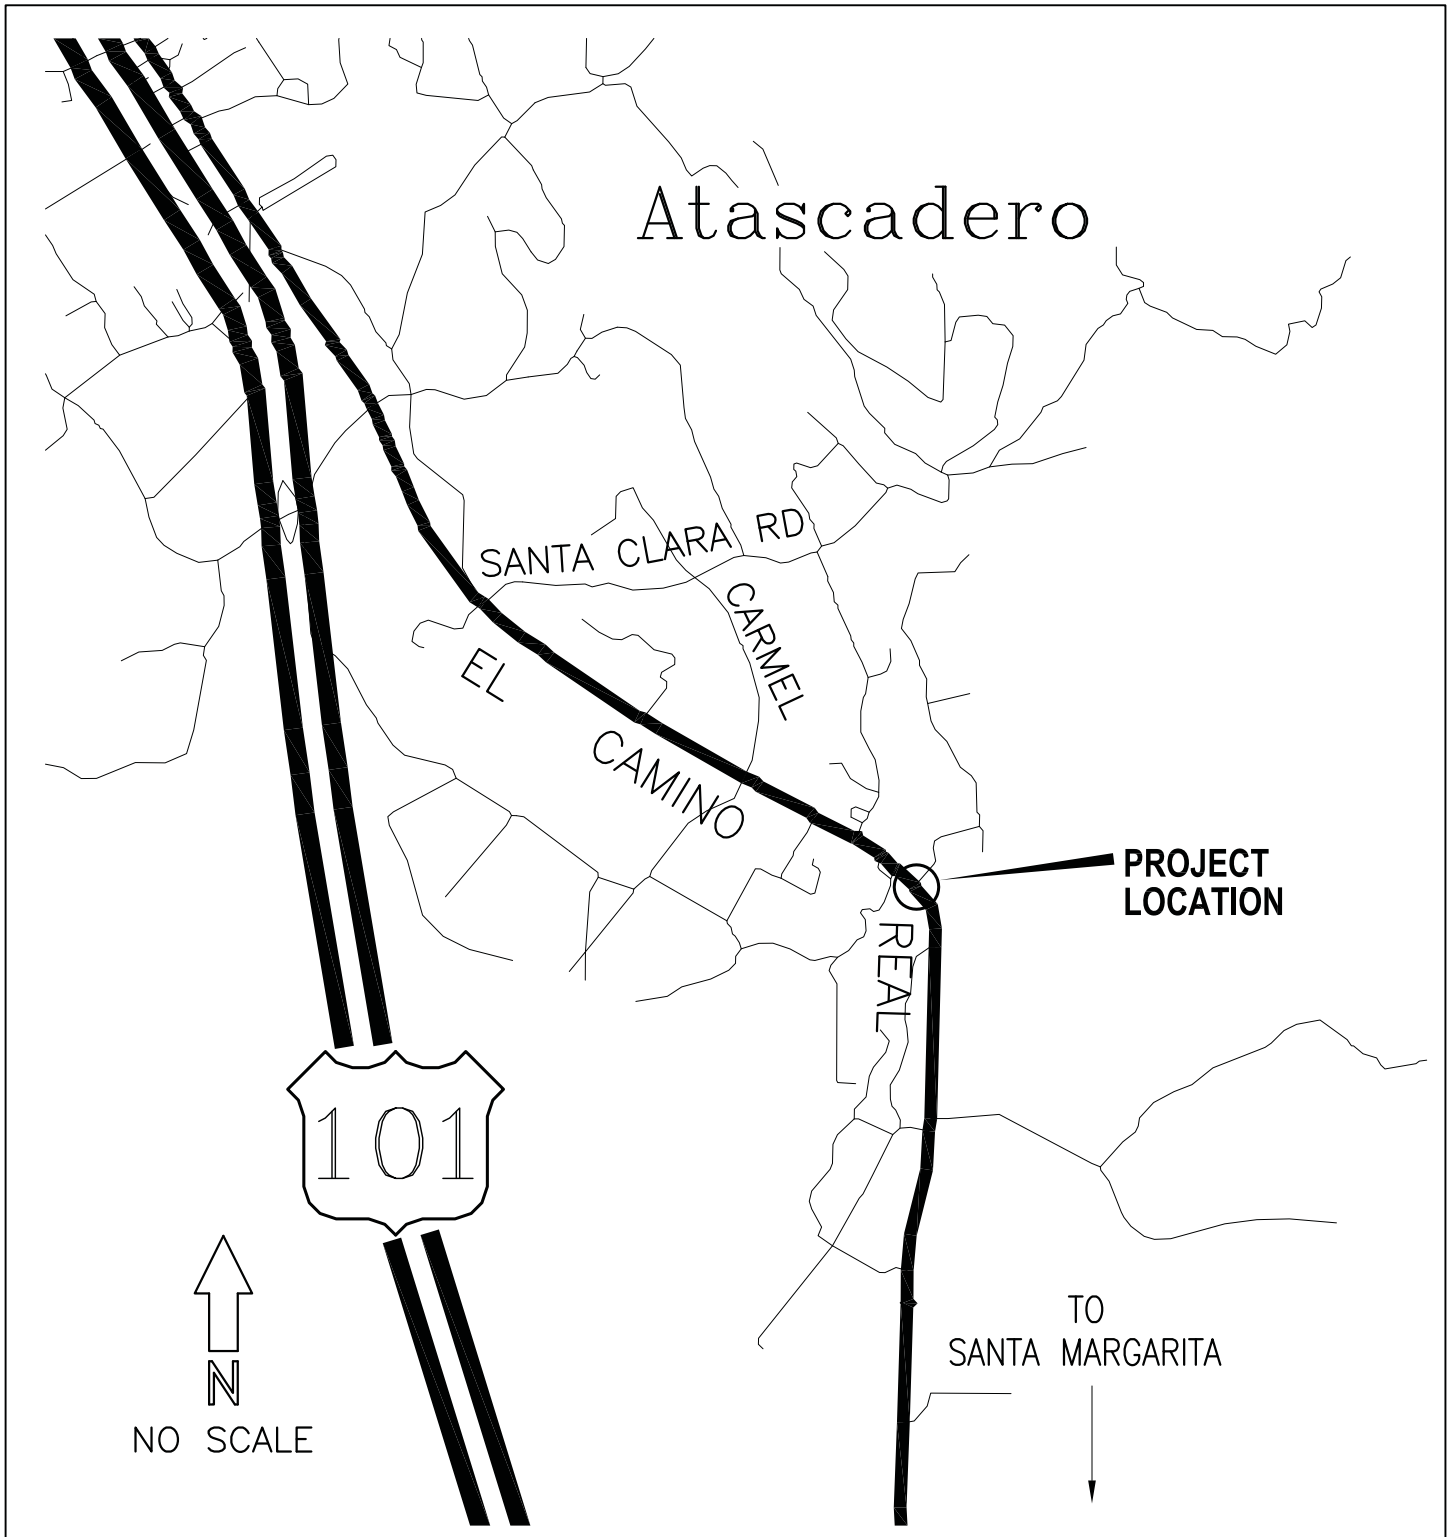 Atascadero
SANTA CLARA RD
CARMEL
EL CAMINO REAL
PROJECT
LOCATION
101
TO
SANTA MARGARITA
N
NO SCALE